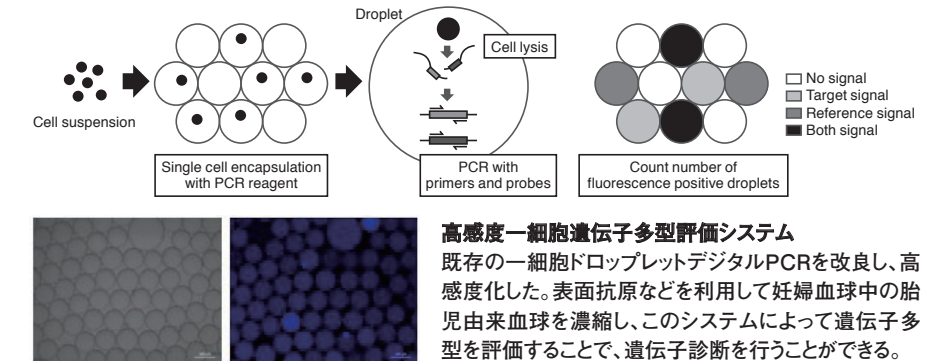 Droplet
Cell lysis
Cell suspension
No signal
Target signal
Reference signal
Both signal
Single cell encapsulation
with PCR reagent
PCR with
primers and probes
Count number of
fluorescence positive droplets
高感度一細胞遺伝子多型評価システム
既存の一細胞ドロップレットデジタルPCRを改良し、高
感度化した。表面抗原などを利用して妊婦血球中の胎
児由来血球を濃縮し、このシステムによって遺伝子多
型を評価することで、遺伝子診断を行うことができる。